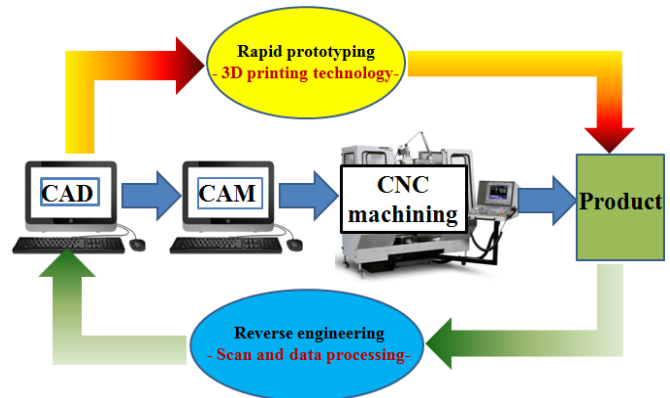 Rapid prototyping
- 3D printing technology-
CAD
CAM
CNC
machining
Product
Reverse engineering
- Scan and data processing-